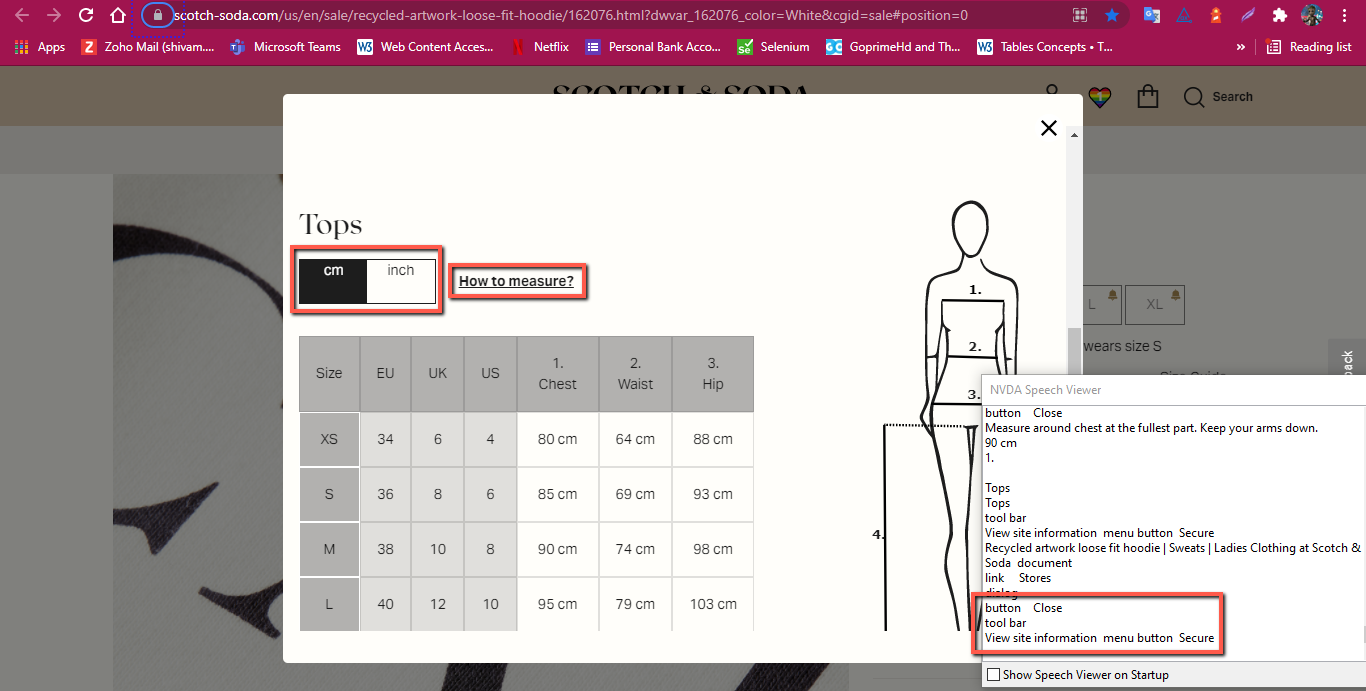 scotch-soda.com/us/en/sale/recycled-artwork-loose-fit-hoodie/162076.html?dwvar_162076_color=White&cgid=sale#position=0
Apps Zoho Mail (shivam.... Microsoft Teams Web Content Acces... Netflix Personal Bank Acco... Selenium GoprimeHd and Th... Tables Concepts • T... » Reading list
SCOTCH & SODA
1
Search
Tops
cm inch
How to measure?
Size EU UK US 1. Chest 2. Waist 3. Hip
XS 34 6 4 80 cm 64 cm 88 cm
S 36 8 6 85 cm 69 cm 93 cm
M 38 10 8 90 cm 74 cm 98 cm
L 40 12 10 95 cm 79 cm 103 cm
1.
2.
3.
4.
L XL
wears size S
Size Guide
back
NVDA Speech Viewer
button Close
Measure around chest at the fullest part. Keep your arms down.
90 cm
1.
Tops
Tops
tool bar
View site information menu button Secure
Recycled artwork loose fit hoodie | Sweats | Ladies Clothing at Scotch &
Soda document
link Stores
dialog
button Close
tool bar
View site information menu button Secure
Show Speech Viewer on Startup